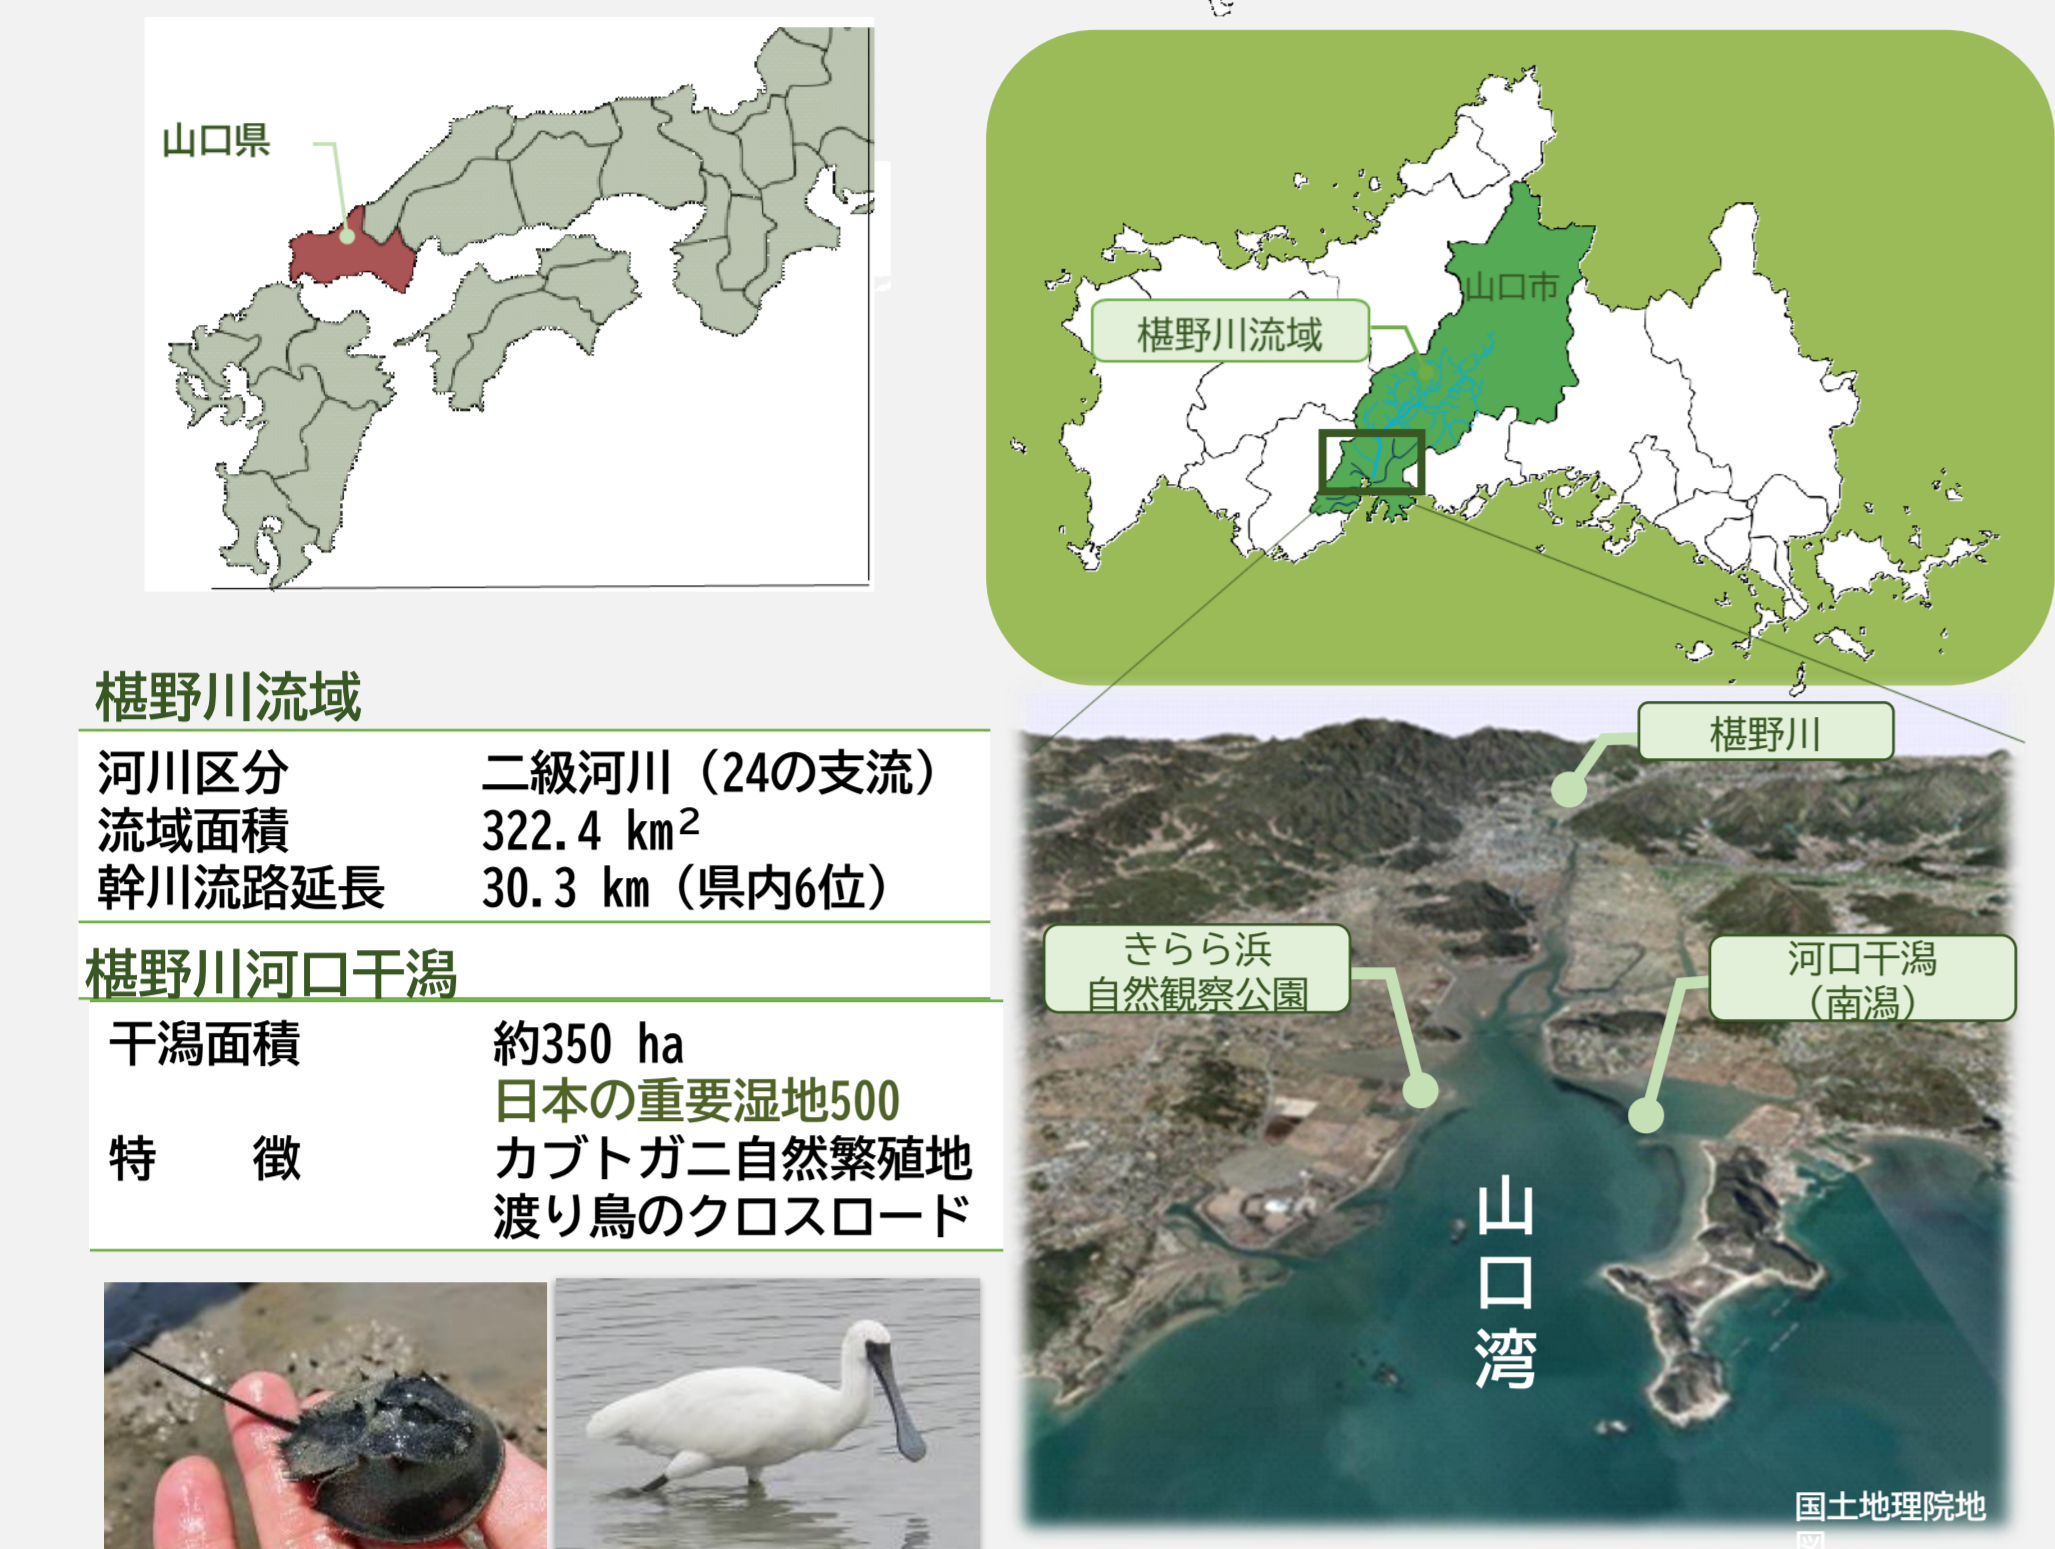 山口県
山口市
椹野川流域
椹野川流域
河川区分 二級河川（24の支流）
流域面積 322.4 km²
幹川流路延長 30.3 km（県内6位）
椹野川河口干潟
干潟面積 約350 ha
日本の重要湿地500
特　　徴 カブトガニ自然繁殖地
渡り鳥のクロスロード
椹野川
きらら浜
自然観察公園
河口干潟
（南潟）
山口湾
国土地理院地
図